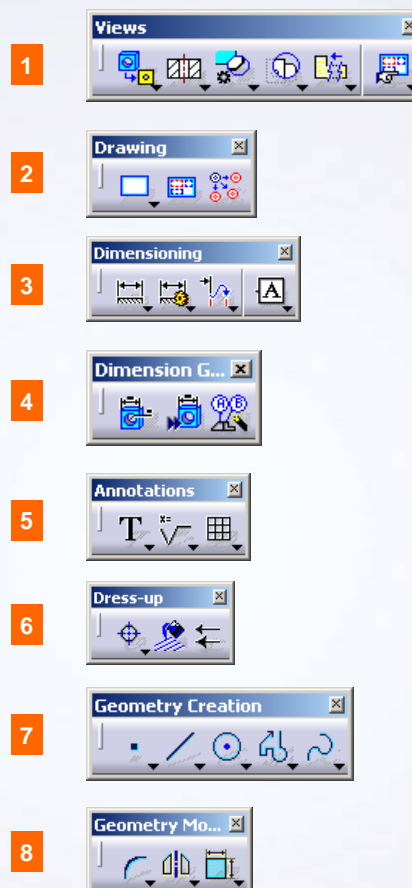 1
Views
2
Drawing
3
Dimensioning
A
4
Dimension G...
A B
5
Annotations
T x=
6
Dress-up
7
Geometry Creation
8
Geometry Mo...